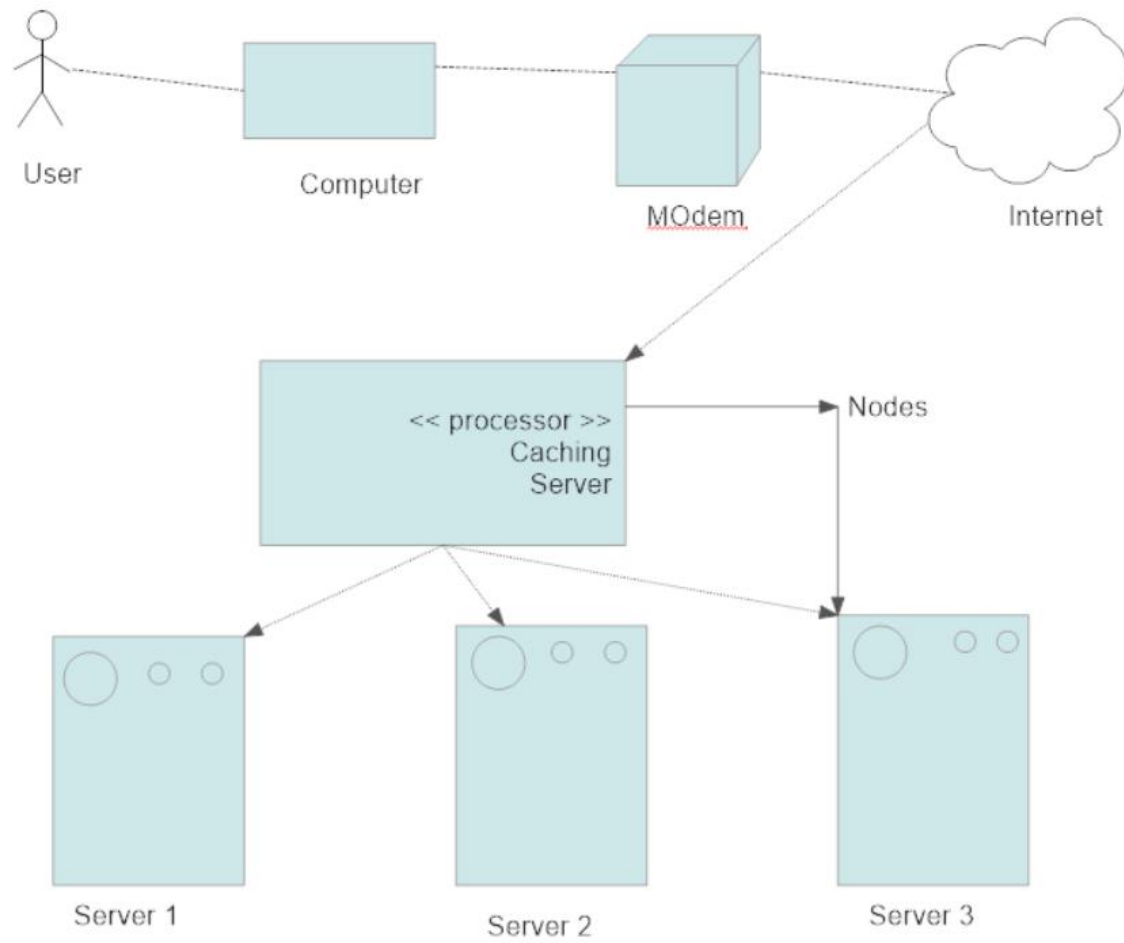 User
Computer
MOdem
Internet
<< processor >>
Caching
Server
Nodes
Server 1
Server 2
Server 3